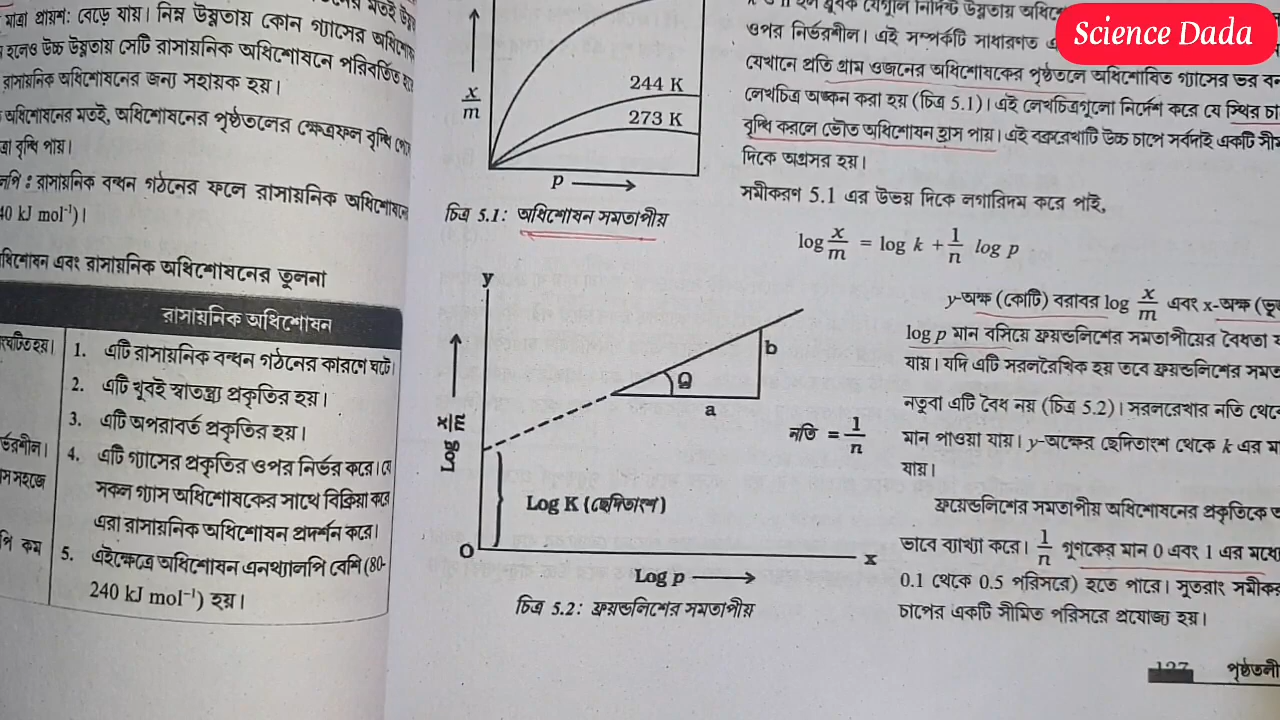 Science Dada
মাত্রা প্রায়শ: বেড়ে যায়। নিম্ন উষ্ণতায় কোন গ্যাসের
হলেও উচ্চ উষ্ণতায় সেটি রাসায়নিক অধিশোষনে পরিবর্তিত হয়
রাসায়নিক অধিশোষনের জন্য সহায়ক হয়।
অধিশোষনের মতই, অধিশোষনের পৃষ্ঠতলের ক্ষেত্রফল বৃদ্ধি পেলে
বৃদ্ধি পায়।
রাসায়নিক বন্ধন গঠনের ফলে রাসায়নিক অধিশোষনে
40 kJ mol⁻¹)।
এবং রাসায়নিক অধিশোষনের তুলনা
রাসায়নিক অধিশোষন
1. এটি রাসায়নিক বন্ধন গঠনের কারণে ঘটে।
2. এটি খুবই স্বাতন্ত্র্য প্রকৃতির হয়।
3. এটি অপরাবর্ত প্রকৃতির হয়।
4. এটি গ্যাসের প্রকৃতির ওপর নির্ভর করে। যে
সকল গ্যাস অধিশোষকের সাথে বিক্রিয়া করে
এরা রাসায়নিক অধিশোষন প্রদর্শন করে।
5. এইক্ষেত্রে অধিশোষন এনথ্যালপি বেশি (80-
240 kJ mol⁻¹) হয়।
x/m
244 K
273 K
p
চিত্র 5.1: অধিশোষন সমতাপীয়
ওপর নির্ভরশীল। এই সম্পর্কটি সাধারণত
যেখানে প্রতি গ্রাম ওজনের অধিশোষকের পৃষ্ঠতলে অধিশোষিত গ্যাসের ভর
লেখচিত্র অঙ্কন করা হয় (চিত্র 5.1)। এই লেখচিত্রগুলো নির্দেশ করে যে স্থির
বৃদ্ধি করলে ভৌত অধিশোষন হ্রাস পায়। এই বক্ররেখাটি উচ্চ চাপে সর্বদাই একটি
দিকে অগ্রসর হয়।
সমীকরণ 5.1 এর উভয় দিকে লগারিদম করে পাই,
log x/m = log k + 1/n log p
y
Log x/m
b
Θ
a
নতি = 1/n
Log K (ছেদিতাংশ)
O
x
Log p
চিত্র 5.2: ফ্রয়েন্ডলিশের সমতাপীয়
y-অক্ষ (কোটি) বরাবর log x/m এবং x-অক্ষ
log p মান বসিয়ে ফ্রয়েন্ডলিশের সমতাপীয়ের বৈধতা
যায়। যদি এটি সরলরৈখিক হয় তবে ফ্রয়েন্ডলিশের
নতুবা এটি বৈধ নয় (চিত্র 5.2)। সরলরেখার নতি
মান পাওয়া যায়। y-অক্ষের ছেদিতাংশ থেকে k এর
যায়।
ফ্রয়েন্ডলিশের সমতাপীয় অধিশোষনের প্রকৃতিকে
ভাবে ব্যাখ্যা করে। 1/n গুণকের মান 0 এবং 1 এর মধ্যে
0.1 থেকে 0.5 পরিসরে) হতে পারে। সুতরাং
চাপের একটি সীমিত পরিসরে প্রযোজ্য হয়।
127